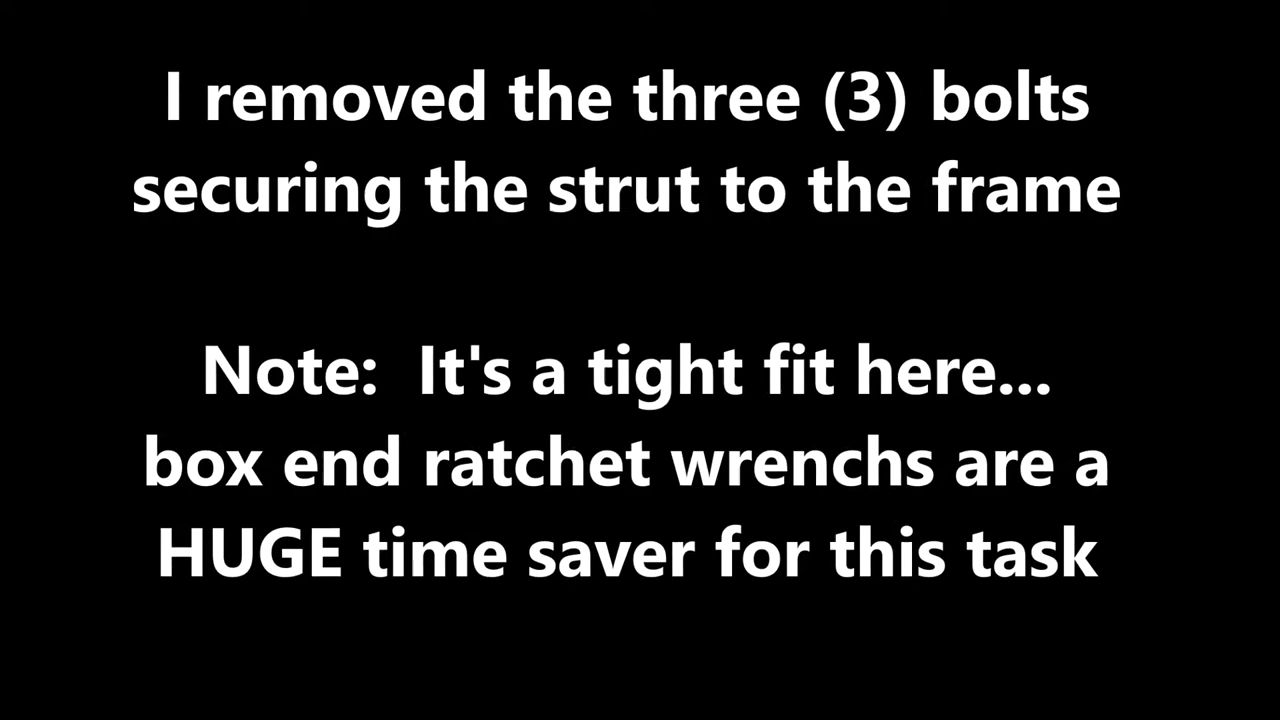 I removed the three (3) bolts
securing the strut to the frame
Note:  It's a tight fit here...
box end ratchet wrenchs are a
HUGE time saver for this task